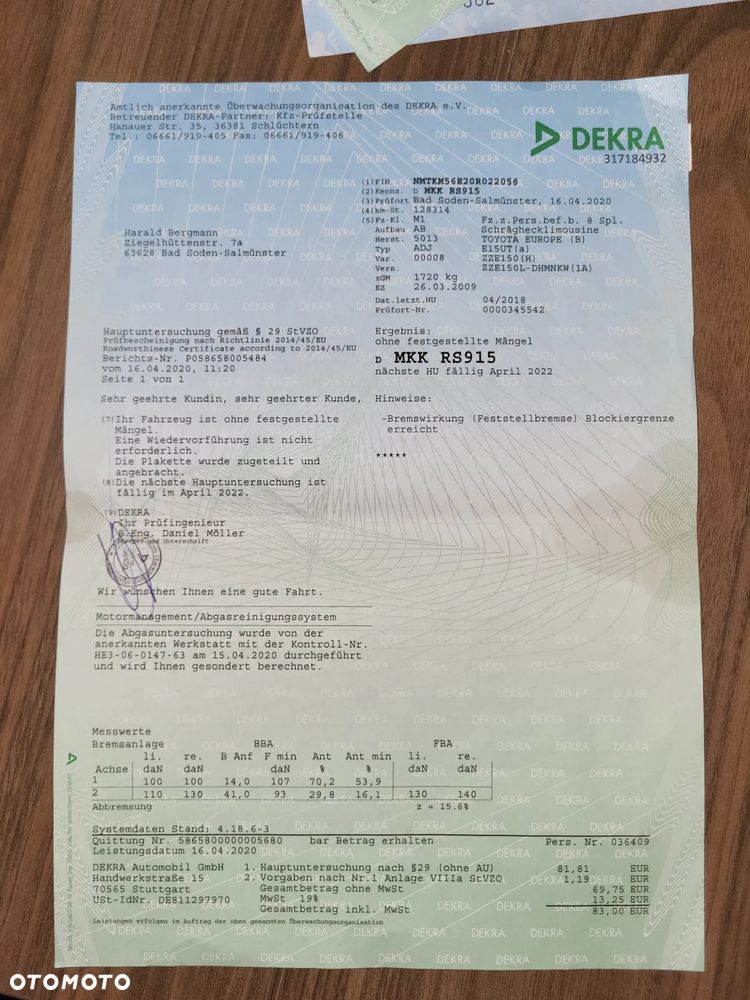 Amtlich anerkannte Überwachungsorganisation des DEKRA e.V.
Betreuender DEKRA-Partner: Kfz-Prüfstelle
Hanauer Str. 35, 36381 Schlüchtern
Tel.: 06661/919-405 Fax: 06661/919-406
DEKRA
317184932
(1) FIN NMTKM56E20R022056
(2) Kennz. D MKK RS915
(3) Prüfort Bad Soden-Salmünster, 16.04.2020
(4) km-St. 128314
(5) Fz-Kl. M1 Fz.z.Pers.bef.b. 8 Spl.
Aufbau AB Schräghecklimousine
Herst. 5013 TOYOTA EUROPE (B)
Typ ADJ E15UT(a)
Var. 00008 ZZE150(H)
Vers. ZZE150L-DHMNKW(1A)
zGM 1720 kg
EZ 26.03.2009
Dat.letzt.HU 04/2018
Prüfort-Nr. 0000345542
Harald Bergmann
Ziegelhüttenstr. 7a
63628 Bad Soden-Salmünster
Hauptuntersuchung gemäß § 29 StVZO
Prüfbescheinigung nach Richtlinie 2014/45/EU
Roadworthiness Certificate according to 2014/45/EU
Berichts-Nr. P058658005484
vom 16.04.2020, 11:20
Seite 1 von 1
Ergebnis:
ohne festgestellte Mängel
D MKK RS915
nächste HU fällig April 2022
Sehr geehrte Kundin, sehr geehrter Kunde,
(7) Ihr Fahrzeug ist ohne festgestellte
Mängel.
Eine Wiedervorführung ist nicht
erforderlich.
Die Plakette wurde zugeteilt und
angebracht.
(8) Die nächste Hauptuntersuchung ist
fällig im April 2022.
Hinweise:
-Bremswirkung (Feststellbremse) Blockiergrenze
erreicht
*****
(9) DEKRA
Ihr Prüfingenieur
B.Eng. Daniel Möller
Stempel und Unterschrift
Wir wünschen Ihnen eine gute Fahrt.
Motormanagement/Abgasreinigungssystem
Die Abgasuntersuchung wurde von der
anerkannten Werkstatt mit der Kontroll-Nr.
HE3-06-0147-63 am 15.04.2020 durchgeführt
und wird Ihnen gesondert berechnet.
Messwerte
Bremsanlage BBA FBA
li. re. B Anf F min Ant Ant min li. re.
Achse daN daN daN % % daN daN
1 100 100 14,0 107 70,2 53,9
2 110 130 41,0 93 29,8 16,1 130 140
Abbremsung z = 15.6%
Systemdaten Stand: 4.18.6-3
Quittung Nr. 5865800000005680 bar Betrag erhalten Pers. Nr. 036409
Leistungsdatum 16.04.2020
DEKRA Automobil GmbH 1. Hauptuntersuchung nach §29 (ohne AU) 81,81 EUR
Handwerkstraße 15 2. Vorgaben nach Nr.1 Anlage VIIIa StVZO 1,19 EUR
70565 Stuttgart Gesamtbetrag ohne MwSt 69,75 EUR
USt-IdNr. DE811297970 MwSt 19% 13,25 EUR
Gesamtbetrag inkl. MwSt 83,00 EUR
Leistungen erfolgen im Auftrag der oben genannten Überwachungsorganisation
OTOMOTO